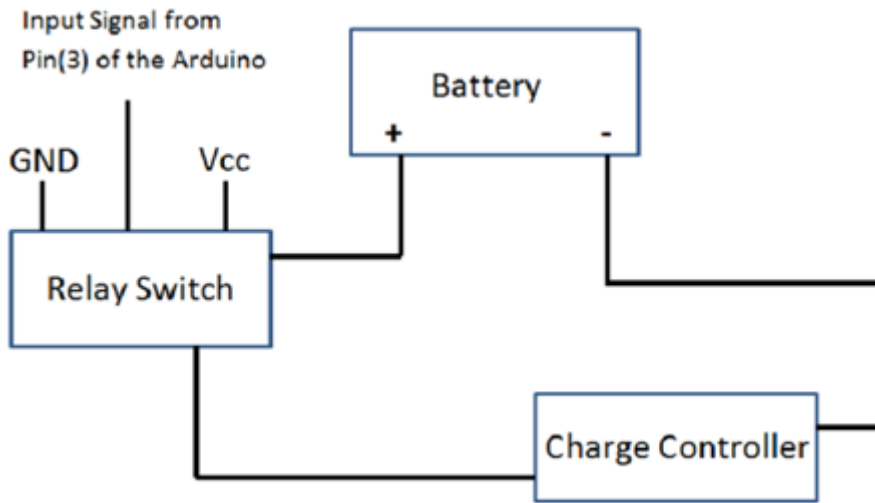 Input Signal from
Pin(3) of the Arduino
GND
Vcc
Battery
+
-
Relay Switch
Charge Controller